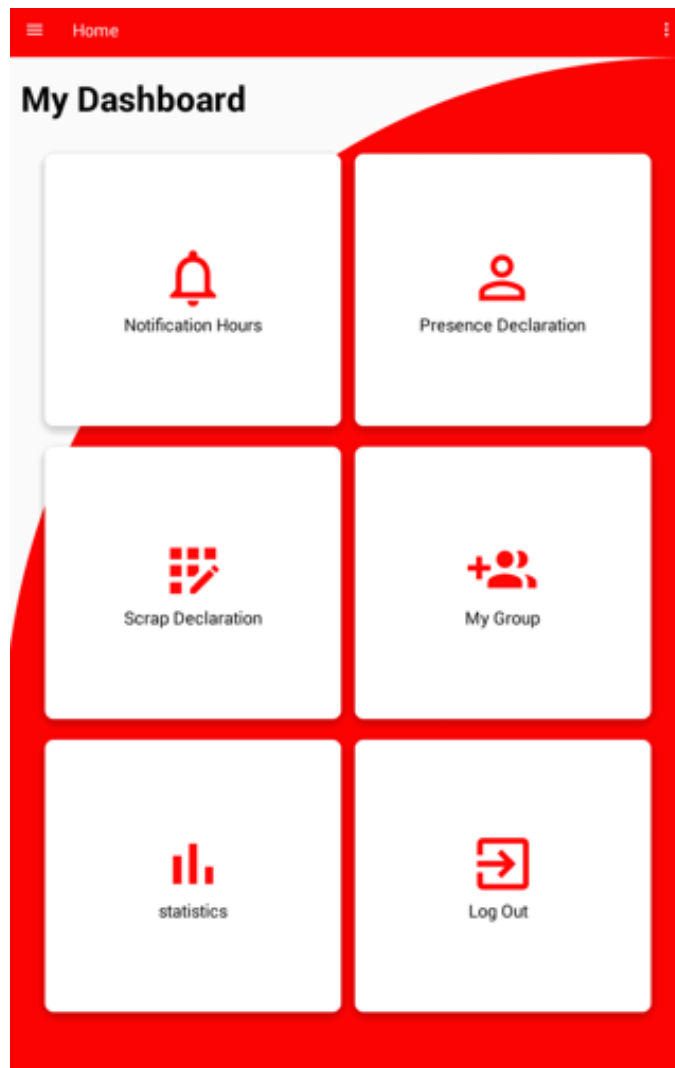 Home
My Dashboard
Notification Hours
Presence Declaration
Scrap Declaration
My Group
statistics
Log Out